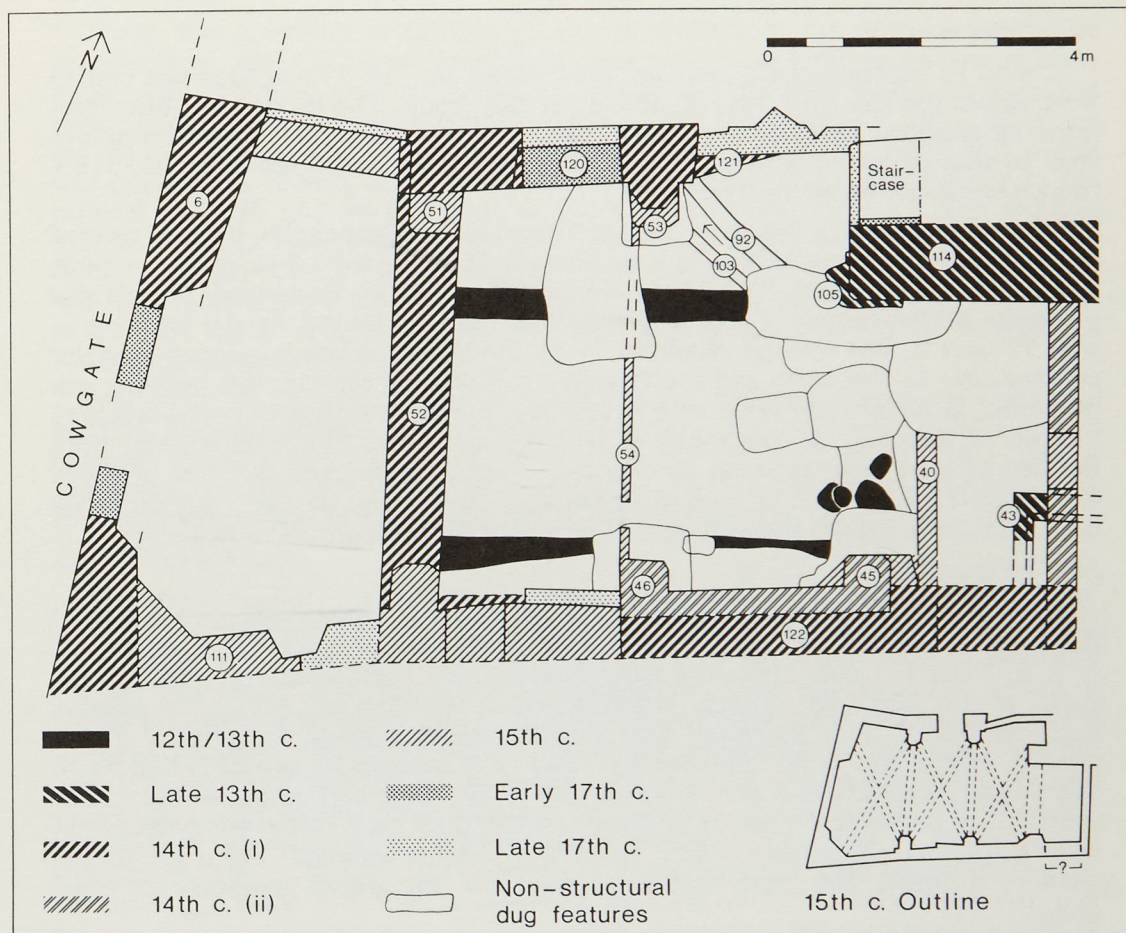 N
0 4m
120
121
Stair-
case
6
51
53
92
114
103
105
COWGATE
52
54
40
43
46
45
111
122
12th/13th c.
Late 13th c.
14th c. (i)
14th c. (ii)
15th c.
Early 17th c.
Late 17th c.
Non-structural
dug features
?
15th c. Outline